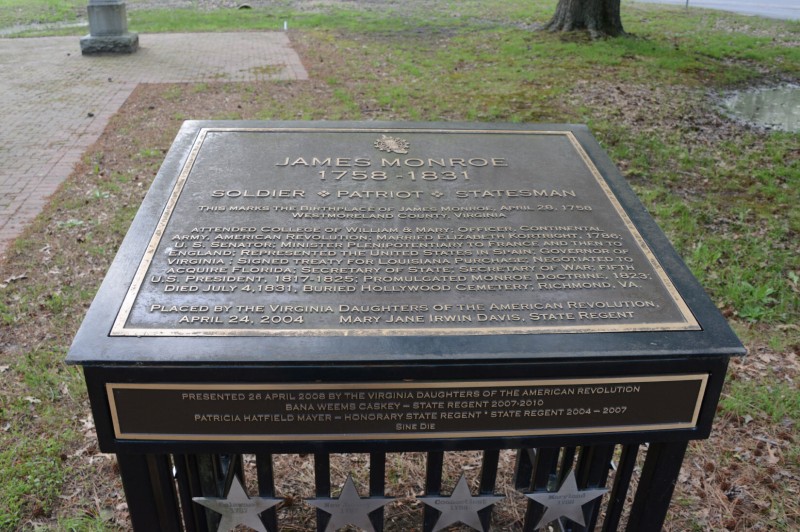 JAMES MONROE
1758 - 1831
SOLDIER ❖ PATRIOT ❖ STATESMAN
THIS MARKS THE BIRTHPLACE OF JAMES MONROE, APRIL 28, 1758
WESTMORELAND COUNTY, VIRGINIA
ATTENDED COLLEGE OF WILLIAM & MARY; OFFICER, CONTINENTAL
ARMY, AMERICAN REVOLUTION; MARRIED ELIZABETH KORTRIGHT, 1786;
U. S. SENATOR; MINISTER PLENIPOTENTIARY TO FRANCE AND THEN TO
ENGLAND; REPRESENTED THE UNITED STATES IN SPAIN; GOVERNOR OF
VIRGINIA; SIGNED TREATY FOR LOUISIANA PURCHASE; NEGOTIATED TO
ACQUIRE FLORIDA; SECRETARY OF STATE; SECRETARY OF WAR; FIFTH
U.S. PRESIDENT, 1817-1825; PROMULGATED MONROE DOCTRINE, 1823;
DIED JULY 4,1831, BURIED HOLLYWOOD CEMETERY, RICHMOND, VA.
PLACED BY THE VIRGINIA DAUGHTERS OF THE AMERICAN REVOLUTION,
APRIL 24, 2004 MARY JANE IRWIN DAVIS, STATE REGENT
PRESENTED 26 APRIL 2008 BY THE VIRGINIA DAUGHTERS OF THE AMERICAN REVOLUTION
BANA WEEMS CASKEY – STATE REGENT 2007-2010
PATRICIA HATFIELD MAYER – HONORARY STATE REGENT * STATE REGENT 2004 – 2007
SINE DIE
Maryland